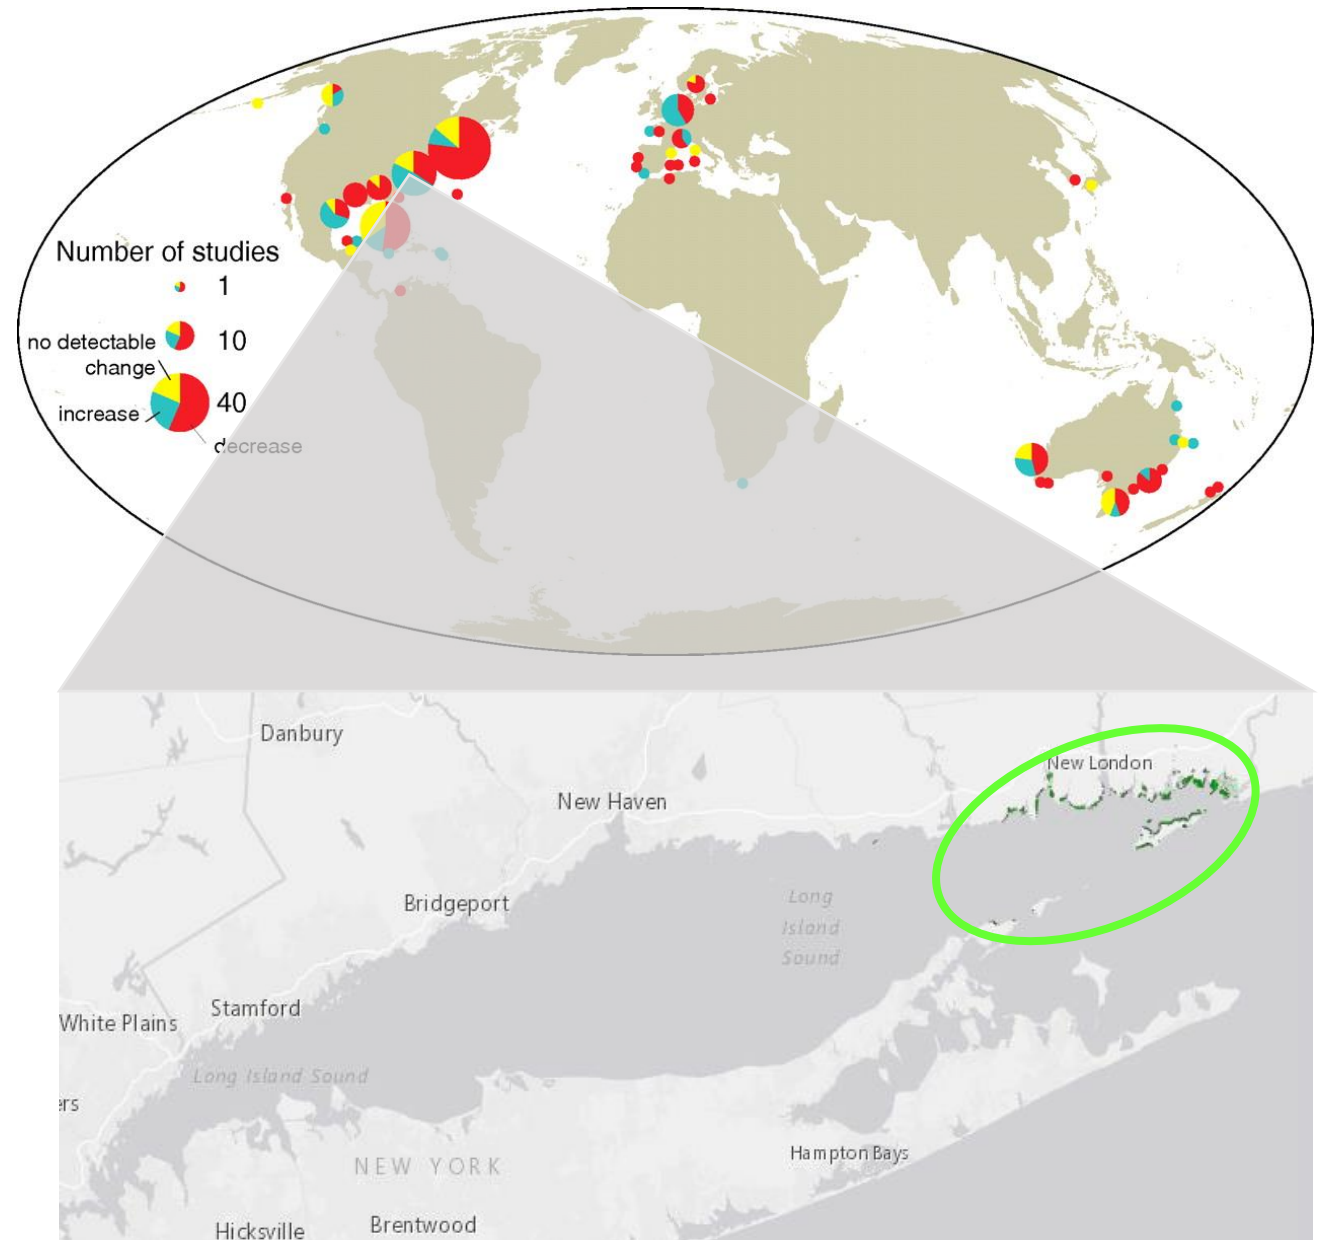 Number of studies
1
no detectable
change
10
increase
40
decrease
Danbury
New London
New Haven
Bridgeport
Long
Island
Sound
Stamford
White Plains
Long Island Sound
ers
Hampton Bays
NEW YORK
Brentwood
Hicksville